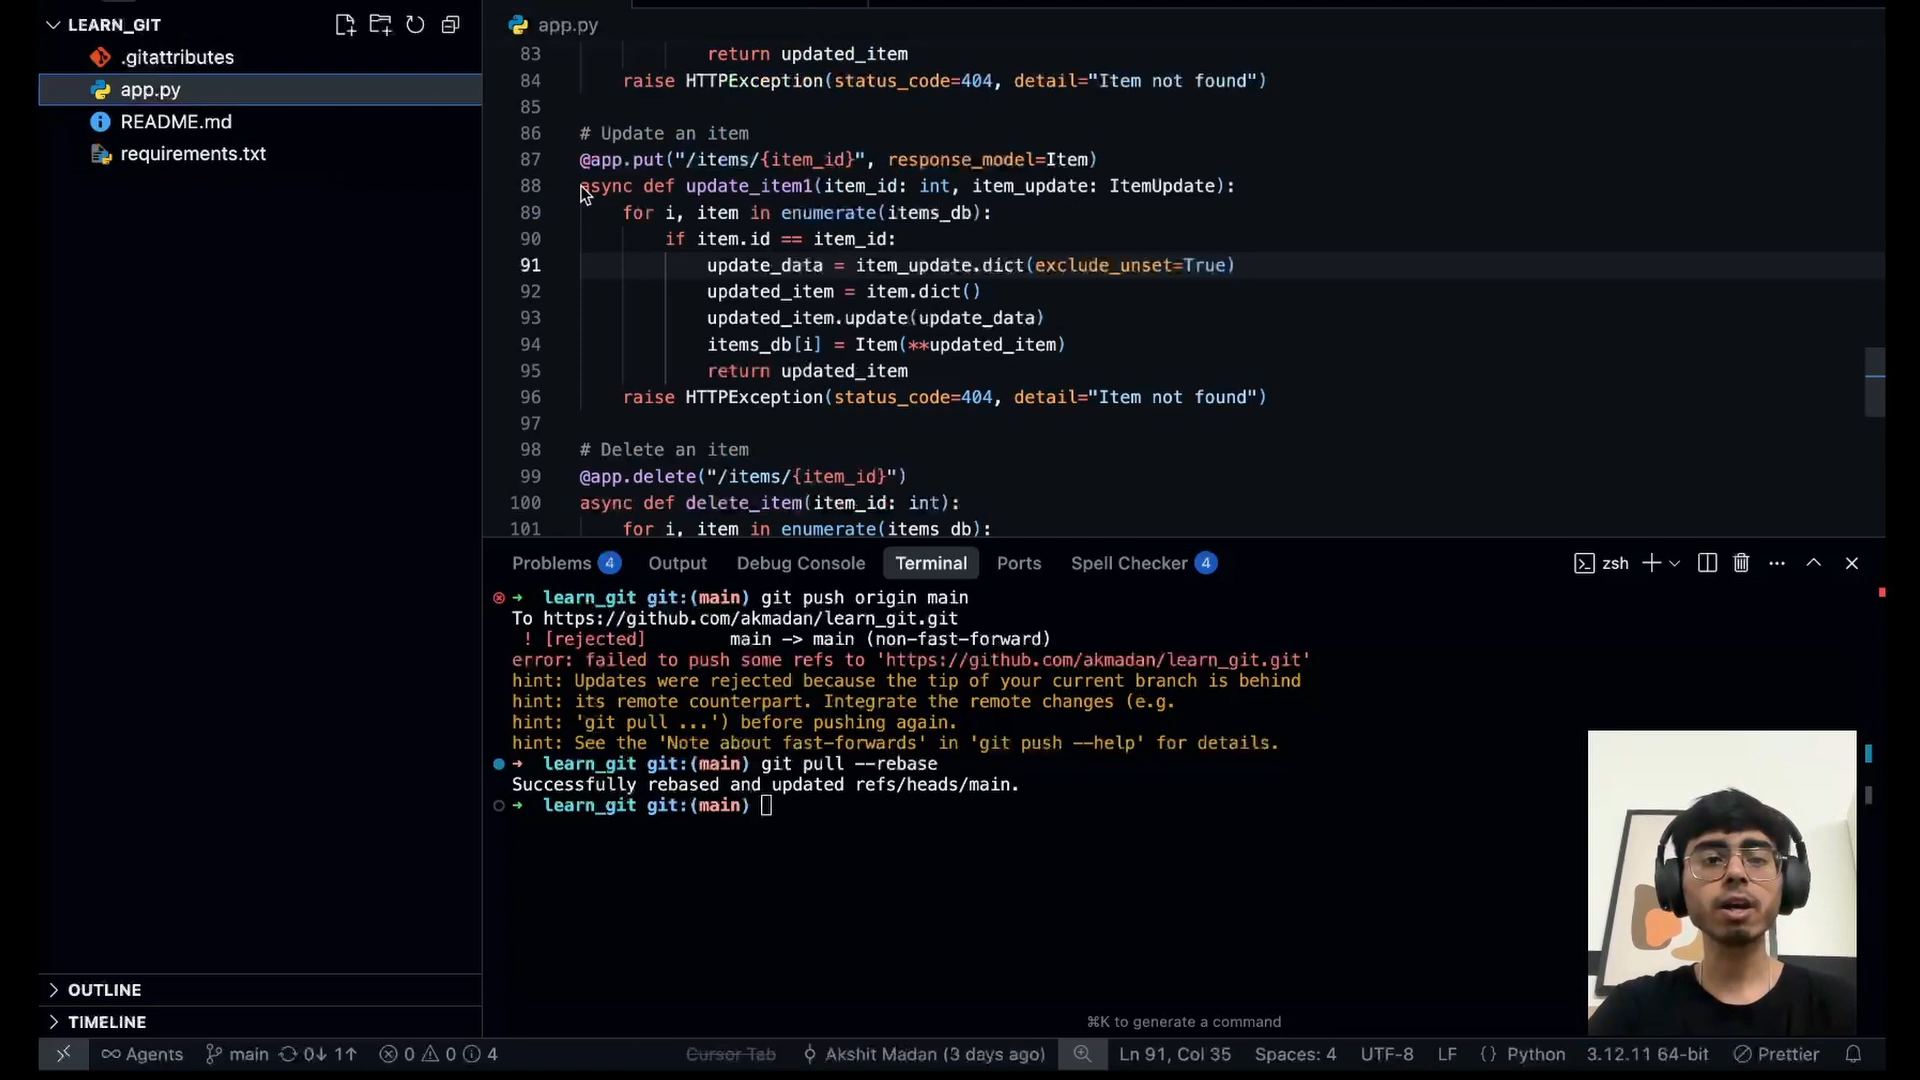 LEARN_GIT
.gitattributes
app.py
README.md
requirements.txt
OUTLINE
TIMELINE
app.py
83 return updated_item
84 raise HTTPException(status_code=404, detail="Item not found")
85
86 # Update an item
87 @app.put("/items/{item_id}", response_model=Item)
88 async def update_item1(item_id: int, item_update: ItemUpdate):
89 for i, item in enumerate(items_db):
90 if item.id == item_id:
91 update_data = item_update.dict(exclude_unset=True)
92 updated_item = item.dict()
93 updated_item.update(update_data)
94 items_db[i] = Item(**updated_item)
95 return updated_item
96 raise HTTPException(status_code=404, detail="Item not found")
97
98 # Delete an item
99 @app.delete("/items/{item_id}")
100 async def delete_item(item_id: int):
101 for i, item in enumerate(items_db):
Problems 4 Output Debug Console Terminal Ports Spell Checker 4 zsh
learn_git git:(main) git push origin main
To https://github.com/akmadan/learn_git.git
! [rejected] main -> main (non-fast-forward)
error: failed to push some refs to 'https://github.com/akmadan/learn_git.git'
hint: Updates were rejected because the tip of your current branch is behind
hint: its remote counterpart. Integrate the remote changes (e.g.
hint: 'git pull ...') before pushing again.
hint: See the 'Note about fast-forwards' in 'git push --help' for details.
learn_git git:(main) git pull --rebase
Successfully rebased and updated refs/heads/main.
learn_git git:(main)
⌘K to generate a command
Agents main 0↓ 1↑ 0 0 4 Cursor Tab Akshit Madan (3 days ago) Ln 91, Col 35 Spaces: 4 UTF-8 LF {} Python 3.12.11 64-bit Prettier